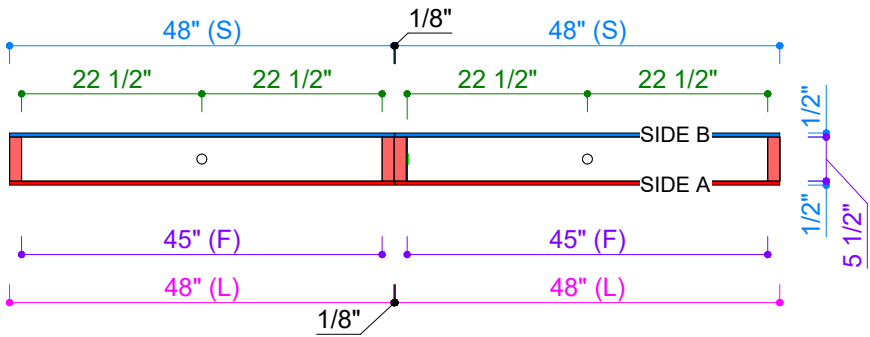 1/8"
48" (S) 48" (S)
22 1/2" 22 1/2" 22 1/2" 22 1/2"
1/2"
SIDE B
SIDE A
1/2"
5 1/2"
45" (F) 45" (F)
48" (L) 48" (L)
1/8"